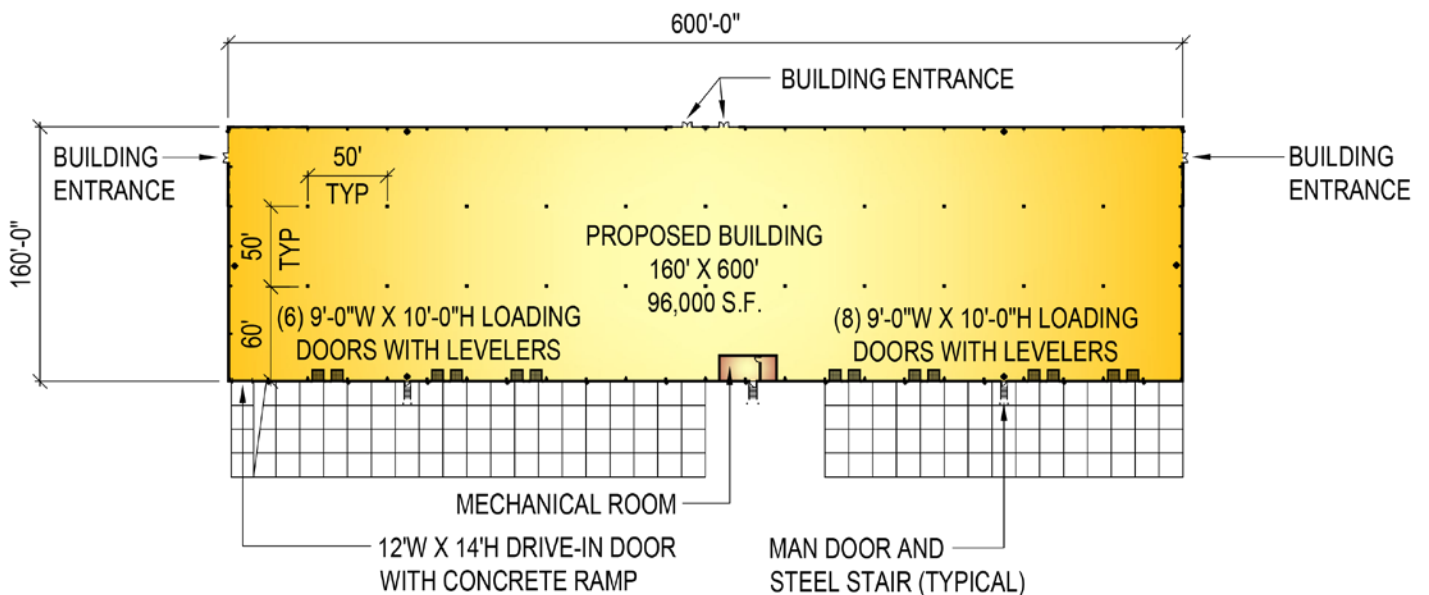 600'-0"
BUILDING ENTRANCE
BUILDING
ENTRANCE
50'
TYP
BUILDING
ENTRANCE
160'-0"
50'
TYP
PROPOSED BUILDING
160' X 600'
96,000 S.F.
60'
(6) 9'-0"W X 10'-0"H LOADING
DOORS WITH LEVELERS
(8) 9'-0"W X 10'-0"H LOADING
DOORS WITH LEVELERS
MECHANICAL ROOM
12'W X 14'H DRIVE-IN DOOR
WITH CONCRETE RAMP
MAN DOOR AND
STEEL STAIR (TYPICAL)